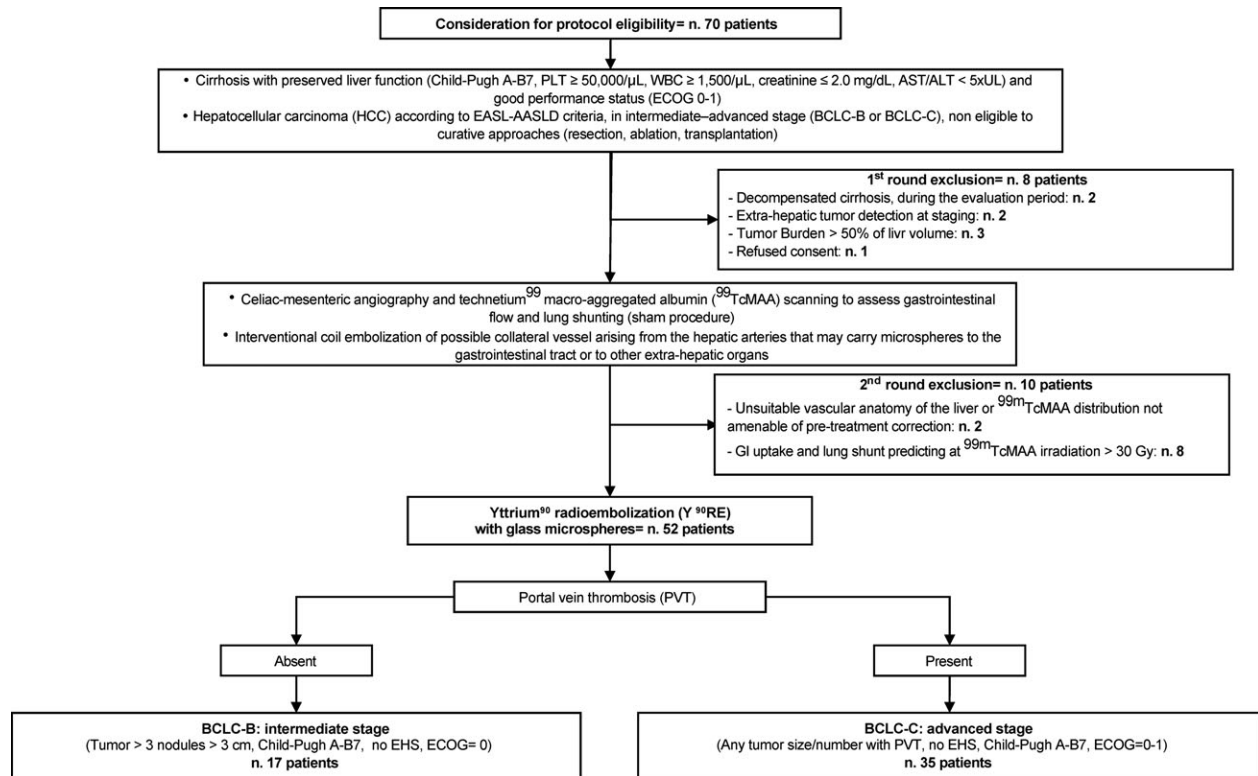 Consideration for protocol eligibility= n. 70 patients
• Cirrhosis with preserved liver function (Child-Pugh A-B7, PLT ≥ 50,000/μL, WBC ≥ 1,500/μL, creatinine ≤ 2.0 mg/dL, AST/ALT < 5xUL) and
good performance status (ECOG 0-1)
• Hepatocellular carcinoma (HCC) according to EASL-AASLD criteria, in intermediate–advanced stage (BCLC-B or BCLC-C), non eligible to
curative approaches (resection, ablation, transplantation)
1st round exclusion= n. 8 patients
- Decompensated cirrhosis, during the evaluation period: n. 2
- Extra-hepatic tumor detection at staging: n. 2
- Tumor Burden > 50% of livr volume: n. 3
- Refused consent: n. 1
• Celiac-mesenteric angiography and technetium99 macro-aggregated albumin (99TcMAA) scanning to assess gastrointestinal
flow and lung shunting (sham procedure)
• Interventional coil embolization of possible collateral vessel arising from the hepatic arteries that may carry microspheres to the
gastrointestinal tract or to other extra-hepatic organs
2nd round exclusion= n. 10 patients
- Unsuitable vascular anatomy of the liver or 99mTcMAA distribution not
amenable of pre-treatment correction: n. 2
- GI uptake and lung shunt predicting at 99mTcMAA irradiation > 30 Gy: n. 8
Yttrium90 radioembolization (Y 90RE)
with glass microspheres= n. 52 patients
Portal vein thrombosis (PVT)
Absent
Present
BCLC-B: intermediate stage
(Tumor > 3 nodules > 3 cm, Child-Pugh A-B7, no EHS, ECOG= 0)
n. 17 patients
BCLC-C: advanced stage
(Any tumor size/number with PVT, no EHS, Child-Pugh A-B7, ECOG=0-1)
n. 35 patients